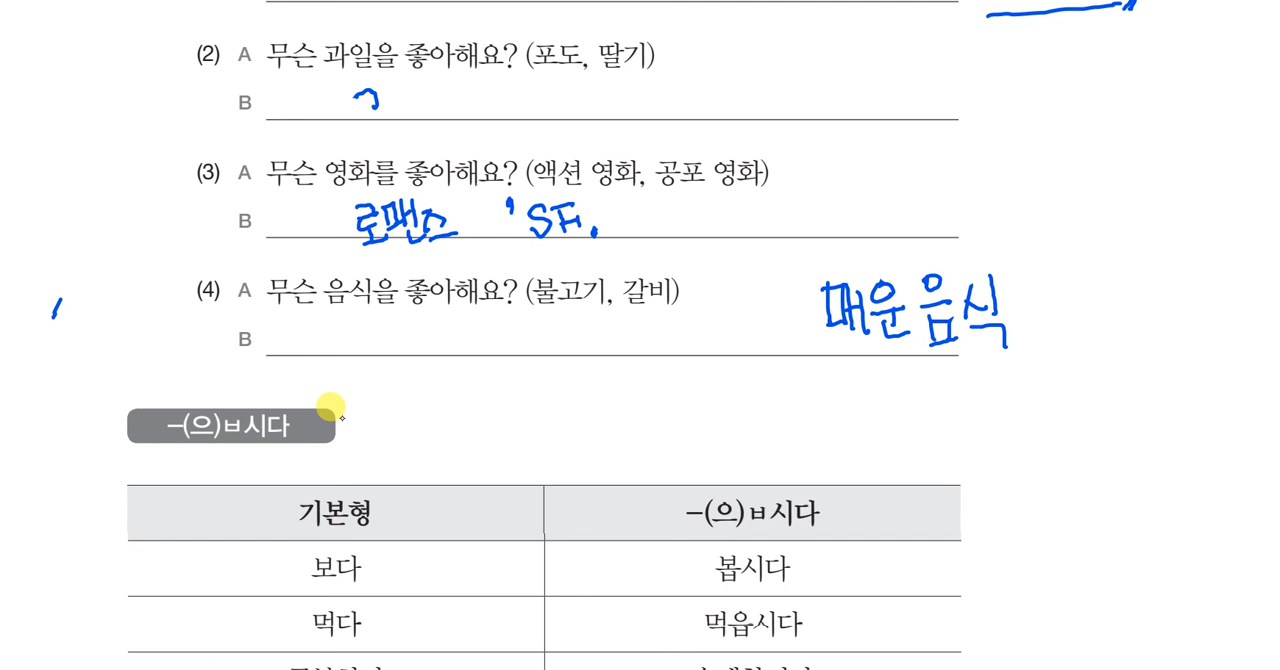 (2) A 무슨 과일을 좋아해요? (포도, 딸기)
B
(3) A 무슨 영화를 좋아해요? (액션 영화, 공포 영화)
B 로맨스 , SF.
(4) A 무슨 음식을 좋아해요? (불고기, 갈비)
매운 음식
B
–(으)ㅂ시다
기본형 –(으)ㅂ시다
보다 봅시다
먹다 먹읍시다